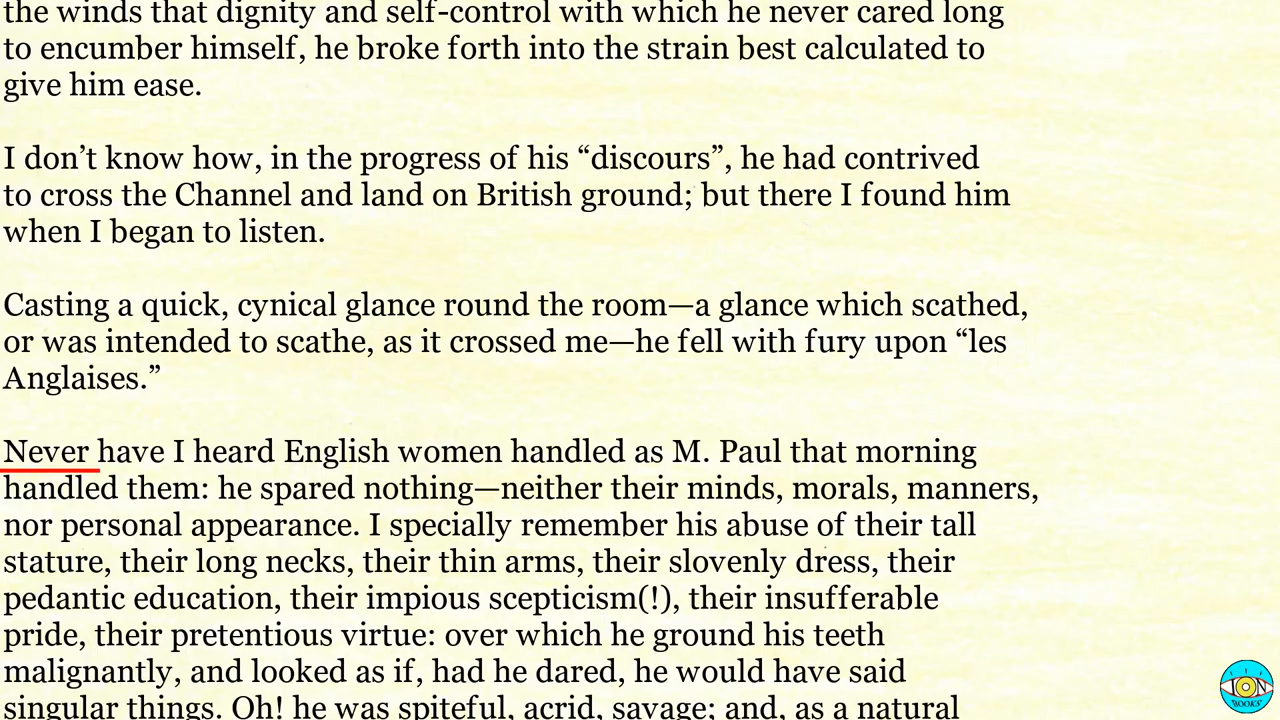 the winds that dignity and self-control with which he never cared long
to encumber himself, he broke forth into the strain best calculated to
give him ease.
I don’t know how, in the progress of his “discours”, he had contrived
to cross the Channel and land on British ground; but there I found him
when I began to listen.
Casting a quick, cynical glance round the room—a glance which scathed,
or was intended to scathe, as it crossed me—he fell with fury upon “les
Anglaises.”
Never have I heard English women handled as M. Paul that morning
handled them: he spared nothing—neither their minds, morals, manners,
nor personal appearance. I specially remember his abuse of their tall
stature, their long necks, their thin arms, their slovenly dress, their
pedantic education, their impious scepticism(!), their insufferable
pride, their pretentious virtue: over which he ground his teeth
malignantly, and looked as if, had he dared, he would have said
singular things. Oh! he was spiteful, acrid, savage; and, as a natural
ION
BOOKS